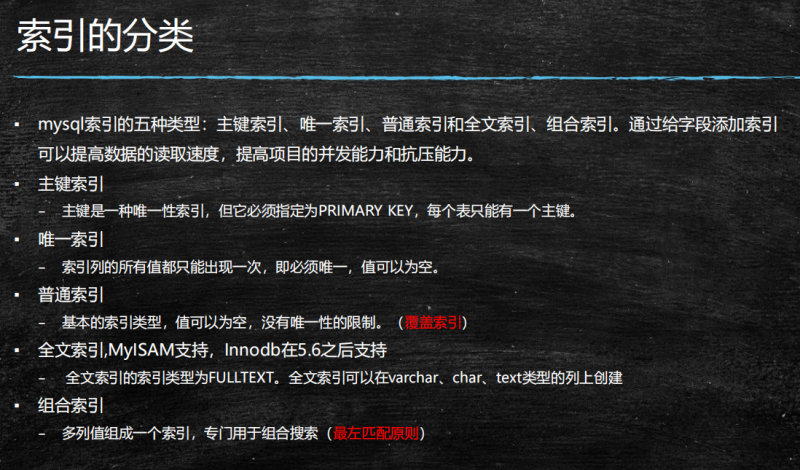 索引的分类
▪ mysql索引的五种类型：主键索引、唯一索引、普通索引和全文索引、组合索引。通过给字段添加索引
可以提高数据的读取速度，提高项目的并发能力和抗压能力。
▪ 主键索引
– 主键是一种唯一性索引，但它必须指定为PRIMARY KEY，每个表只能有一个主键。
▪ 唯一索引
– 索引列的所有值都只能出现一次，即必须唯一，值可以为空。
▪ 普通索引
– 基本的索引类型，值可以为空，没有唯一性的限制。（覆盖索引）
▪ 全文索引,MyISAM支持，Innodb在5.6之后支持
– 全文索引的索引类型为FULLTEXT。全文索引可以在varchar、char、text类型的列上创建
▪ 组合索引
– 多列值组成一个索引，专门用于组合搜索（最左匹配原则）